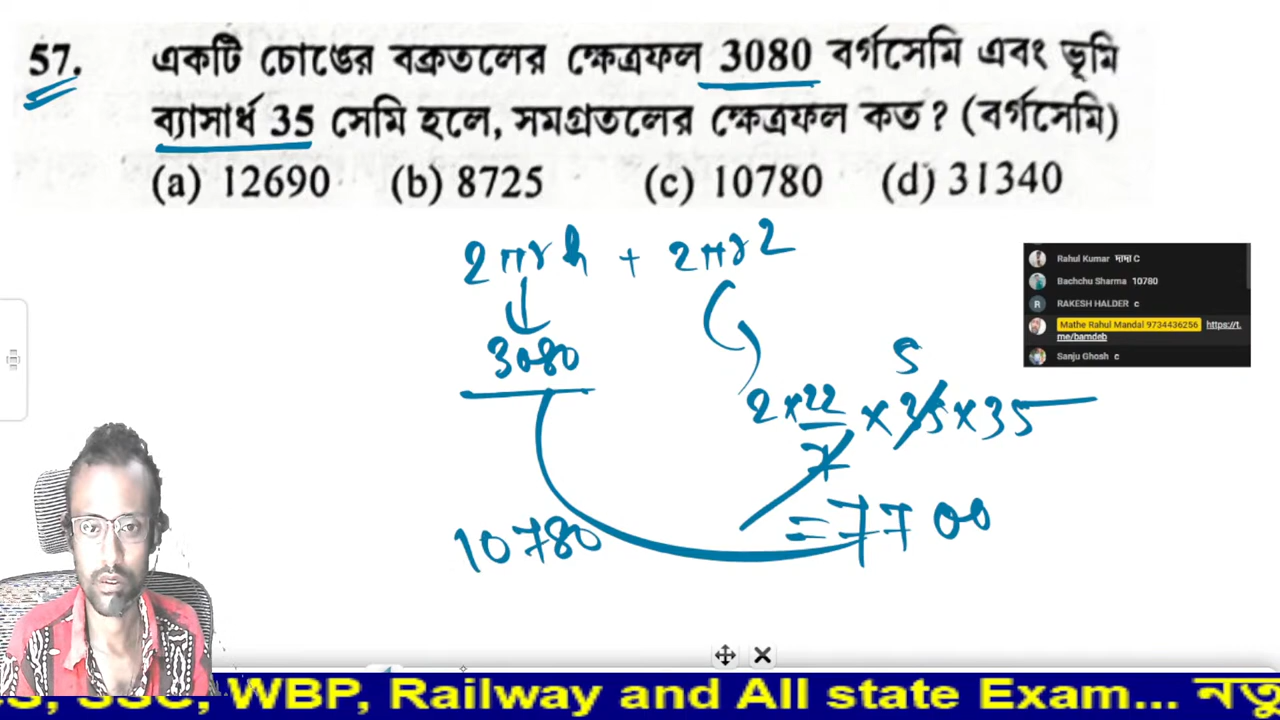 57. একটি চোঙের বক্রতলের ক্ষেত্রফল 3080 বর্গসেমি এবং ভূমি
ব্যাসার্ধ 35 সেমি হলে, সমগ্রতলের ক্ষেত্রফল কত? (বর্গসেমি)
(a) 12690 (b) 8725 (c) 10780 (d) 31340
2πrh + 2πr2
3080
5
2 × 22/7 × 35 × 35
= 7700
10780
Rahul Kumar দাদা C
Bachchu Sharma 10780
RAKESH HALDER c
Mathe Rahul Mandal 9734436256 https://t.
me/bamdeb
Sanju Ghosh c
S, SSC, WBP, Railway and All state Exam... নতু